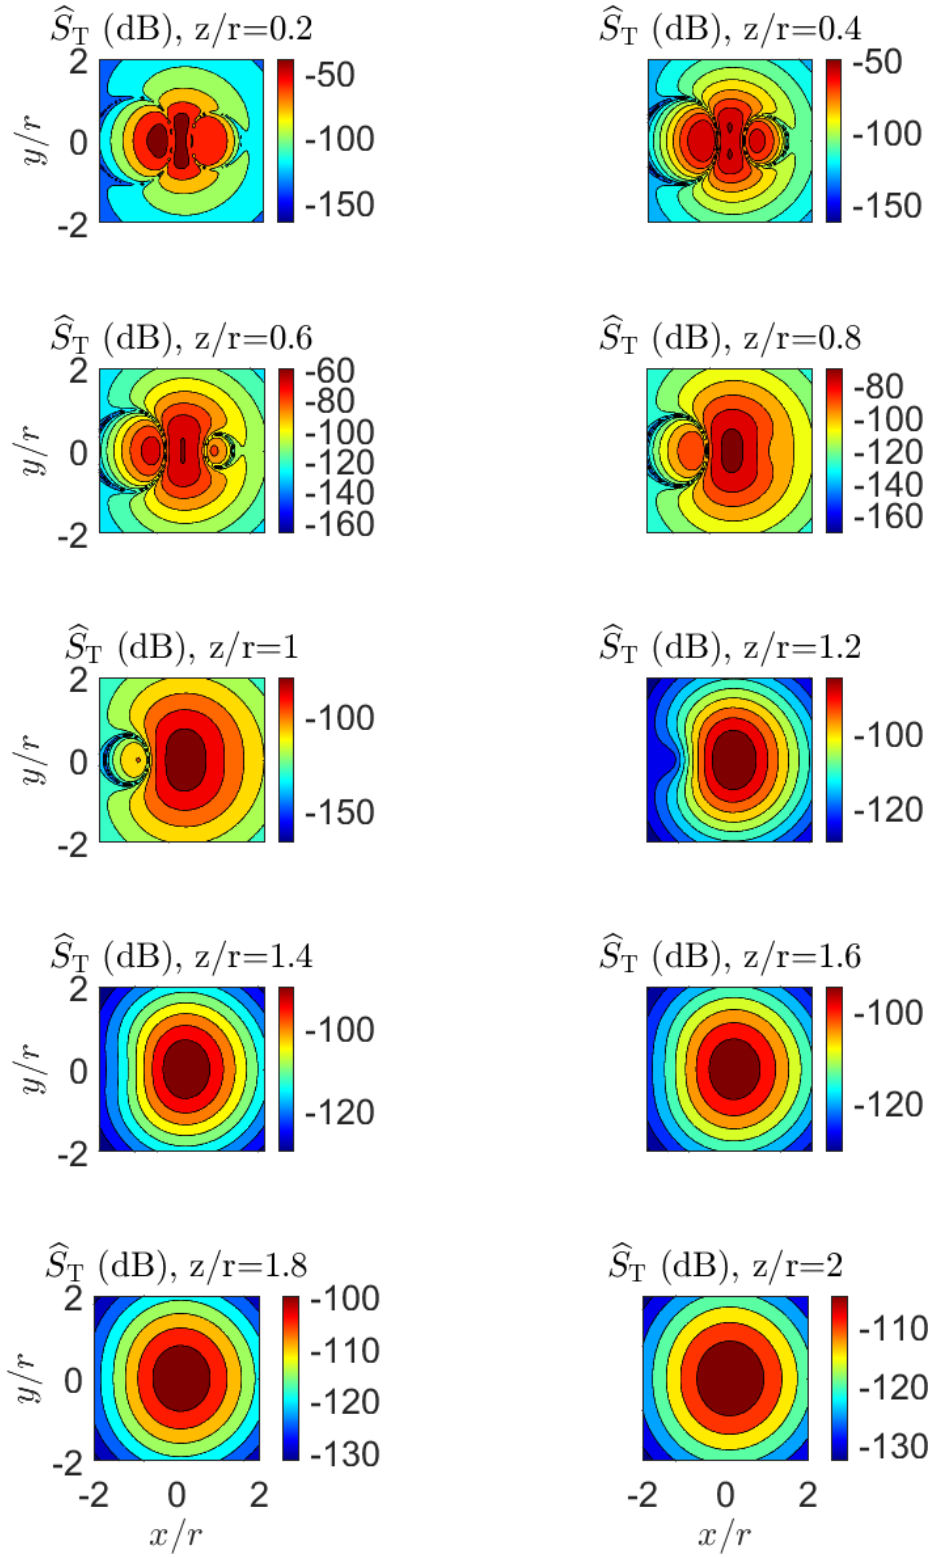 Ŝ_T (dB), z/r=0.2
Ŝ_T (dB), z/r=0.4
2
-50
-50
y/r
0
-100
-100
-2
-150
-150
Ŝ_T (dB), z/r=0.6
Ŝ_T (dB), z/r=0.8
2
-60
-80
-80
-100
y/r
0
-100
-120
-120
-140
-140
-2
-160
-160
Ŝ_T (dB), z/r=1
Ŝ_T (dB), z/r=1.2
2
-100
-100
y/r
0
-150
-120
-2
Ŝ_T (dB), z/r=1.4
Ŝ_T (dB), z/r=1.6
2
-100
-100
y/r
0
-120
-120
-2
Ŝ_T (dB), z/r=1.8
Ŝ_T (dB), z/r=2
2
-100
-110
y/r
0
-110
-120
-120
-2
-130
-130
-2 0 2
-2 0 2
x/r
x/r